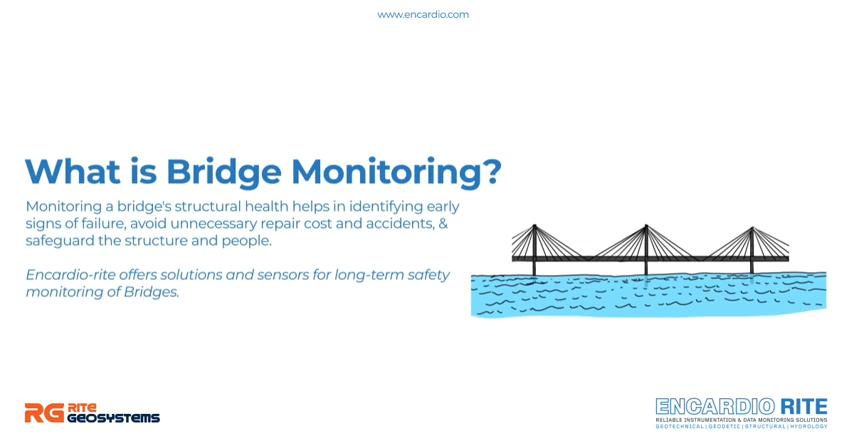 www.encardio.com
What is Bridge Monitoring?
Monitoring a bridge's structural health helps in identifying early
signs of failure, avoid unnecessary repair cost and accidents, &
safeguard the structure and people.
Encardio-rite offers solutions and sensors for long-term safety
monitoring of Bridges.
RG RITE
GEOSYSTEMS
ENCARDIO RITE
RELIABLE INSTRUMENTATION & DATA MONITORING SOLUTIONS
GEOTECHNICAL | GEODETIC | STRUCTURAL | HYDROLOGY